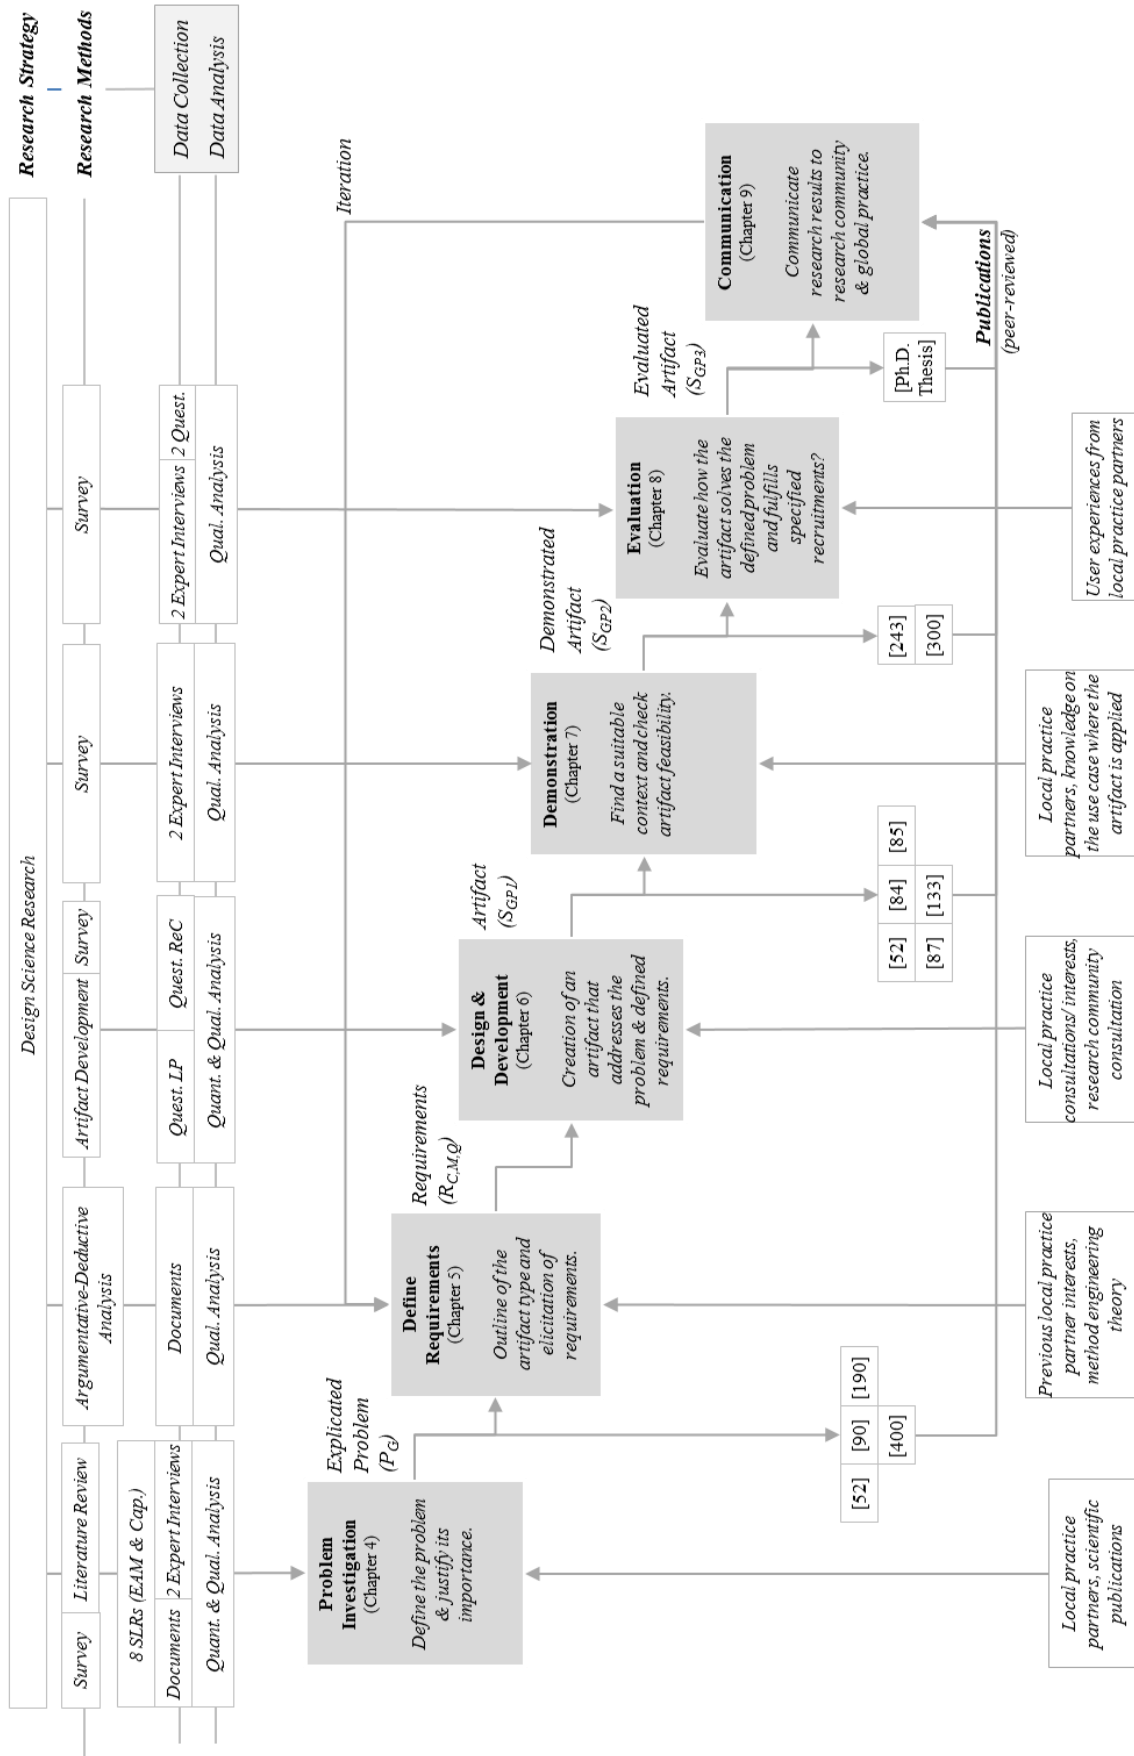 Research Strategy
Design Science Research
Research Methods
Survey
Literature Review
Argumentative-Deductive
Analysis
Artifact Development
Survey
Survey
Survey
Data Collection
Data Analysis
8 SLRs (EAM & Cap.)
Documents
2 Expert Interviews
Quant. & Qual. Analysis
Documents
Qual. Analysis
Quest. LP
Quest. ReC
Quant. & Qual. Analysis
2 Expert Interviews
Qual. Analysis
2 Expert Interviews
2 Quest.
Qual. Analysis
Iteration
Problem
Investigation
(Chapter 4)
Define the problem
& justify its
importance.
Explicated
Problem
(PG)
Define
Requirements
(Chapter 5)
Outline of the
artifact type and
elicitation of
requirements.
Requirements
(RC,M,Q)
Design &
Development
(Chapter 6)
Creation of an
artifact that
addresses the
problem & defined
requirements.
Artifact
(SGP1)
Demonstration
(Chapter 7)
Find a suitable
context and check
artifact feasibility.
Demonstrated
Artifact
(SGP2)
Evaluation
(Chapter 8)
Evaluate how the
artifact solves the
defined problem
and fulfills
specified
recruitments?
Evaluated
Artifact
(SGP3)
Communication
(Chapter 9)
Communicate
research results to
research community
& global practice.
[52]
[90]
[190]
[400]
[52]
[84]
[85]
[87]
[133]
[243]
[300]
[Ph.D.
Thesis]
Publications
(peer-reviewed)
Local practice
partners, scientific
publications
Previous local practice
partner interests,
method engineering
theory
Local practice
consultations/ interests,
research community
consultation
Local practice
partners, knowledge on
the use case where the
artifact is applied
User experiences from
local practice partners